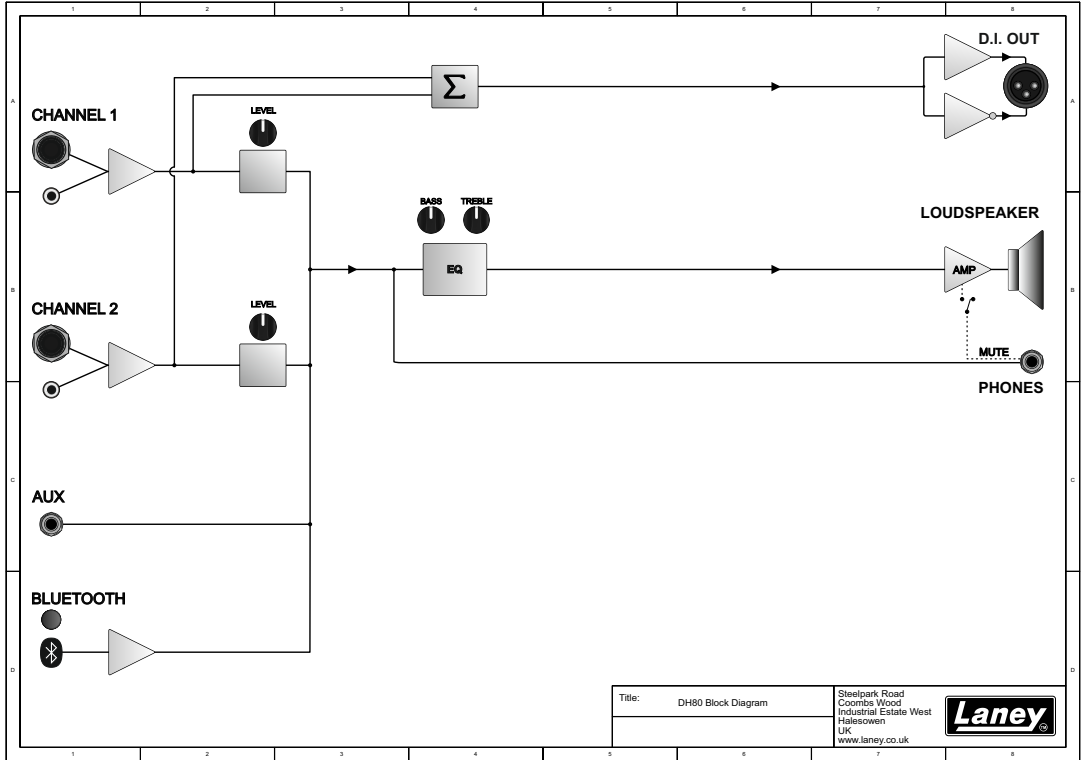 1 2 3 4 5 6 7 8
A A
D.I. OUT
Σ
CHANNEL 1
LEVEL
BASS TREBLE
LOUDSPEAKER
EQ
AMP
B B
CHANNEL 2
LEVEL
MUTE
PHONES
C C
AUX
BLUETOOTH
D D
Title: DH80 Block Diagram
Steelpark Road
Coombs Wood
Industrial Estate West
Halesowen
UK
www.laney.co.uk
Laney
TM
1 2 3 4 5 6 7 8